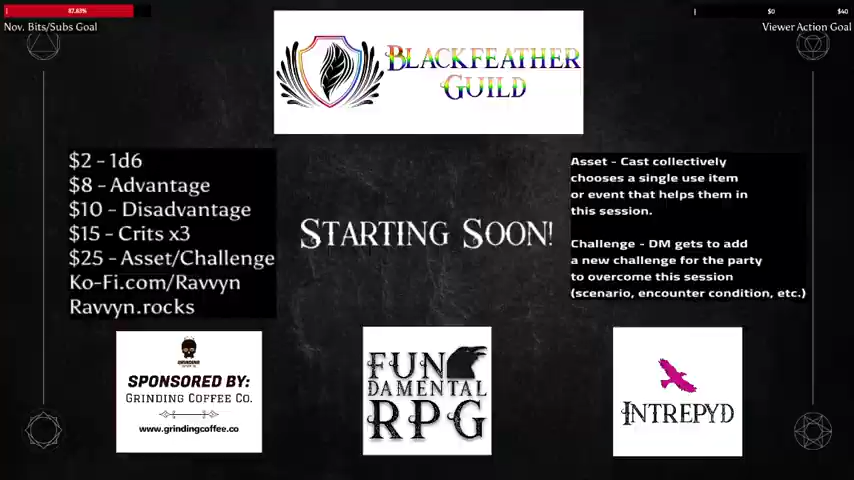 87.63%
Nov. Bits/Subs Goal
$0
$40
Viewer Action Goal
Blackfeather
Guild
$2 - 1d6
$8 - Advantage
$10 - Disadvantage
$15 - Crits x3
$25 - Asset/Challenge
Ko-Fi.com/Ravvyn
Ravvyn.rocks
Starting Soon!
Asset - Cast collectively
chooses a single use item
or event that helps them in
this session.
Challenge - DM gets to add
a new challenge for the party
to overcome this session
(scenario, encounter condition, etc.)
GRINDING
SPONSORED BY:
Grinding Coffee Co.
www.grindingcoffee.co
FUN
DAMENTAL
RPG
Intrepyd